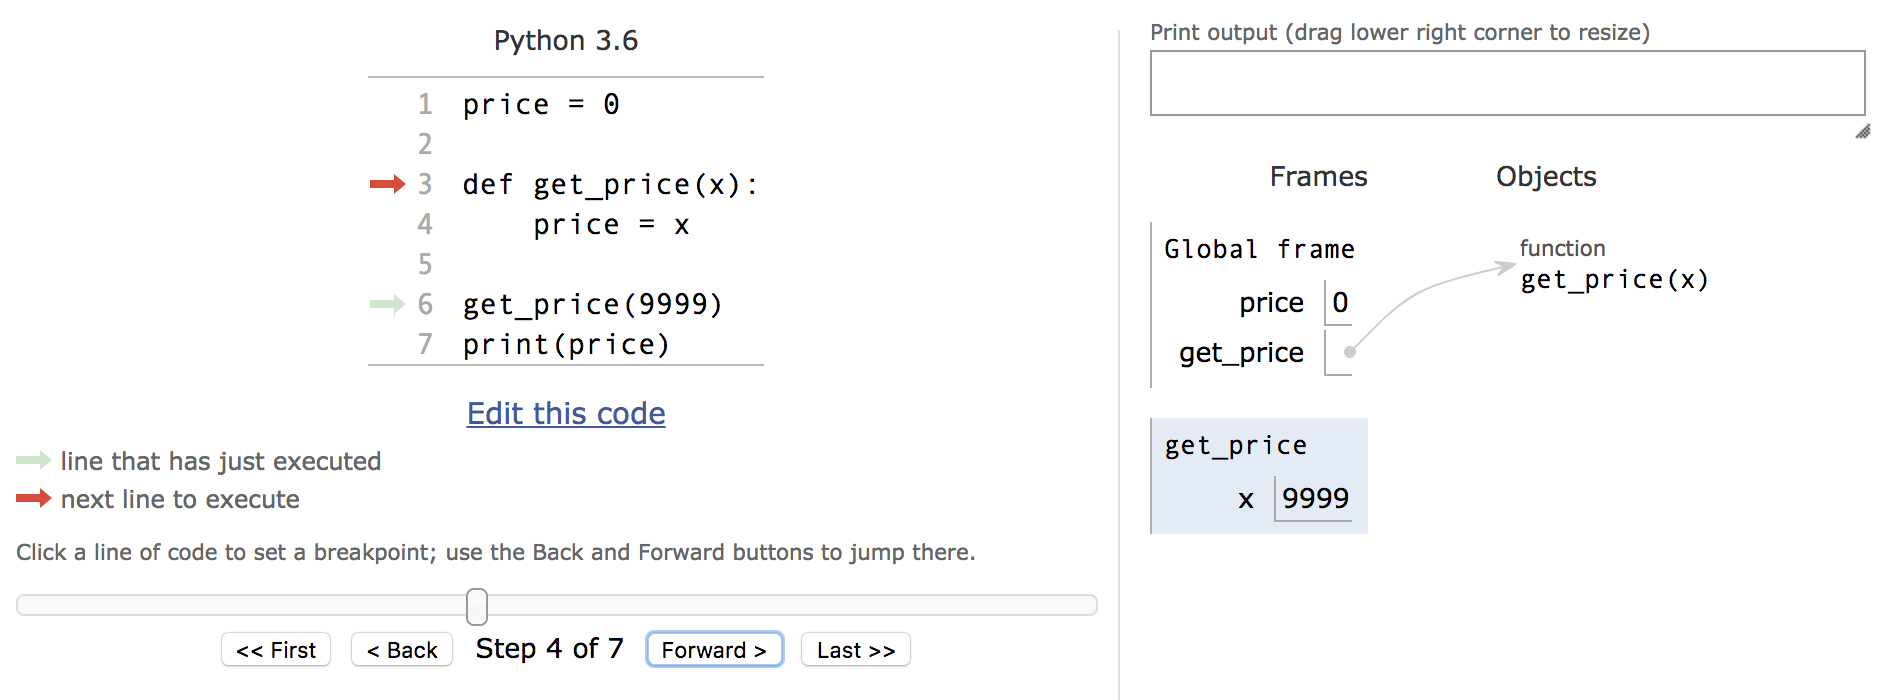 Python 3.6
1 price = 0
2
3 def get_price(x):
4     price = x
5
6 get_price(9999)
7 print(price)
Edit this code
line that has just executed
next line to execute
Click a line of code to set a breakpoint; use the Back and Forward buttons to jump there.
<< First < Back Step 4 of 7 Forward > Last >>
Print output (drag lower right corner to resize)
Frames Objects
Global frame
price 0
get_price
function
get_price(x)
get_price
x 9999